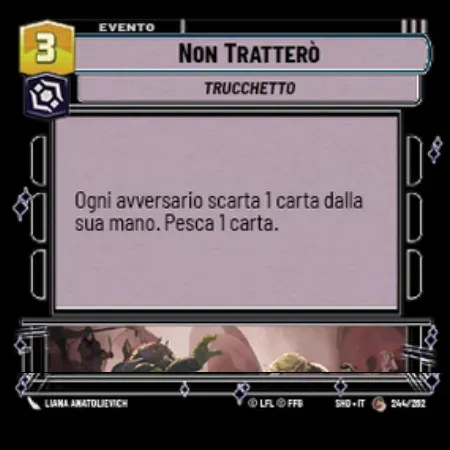 EVENTO
3
NON TRATTERÒ
TRUCCHETTO
Ogni avversario scarta 1 carta dalla
sua mano. Pesca 1 carta.
LIANA ANATOLIEVICH
© LFL Ⓟ FFG
SHD • IT
244/262